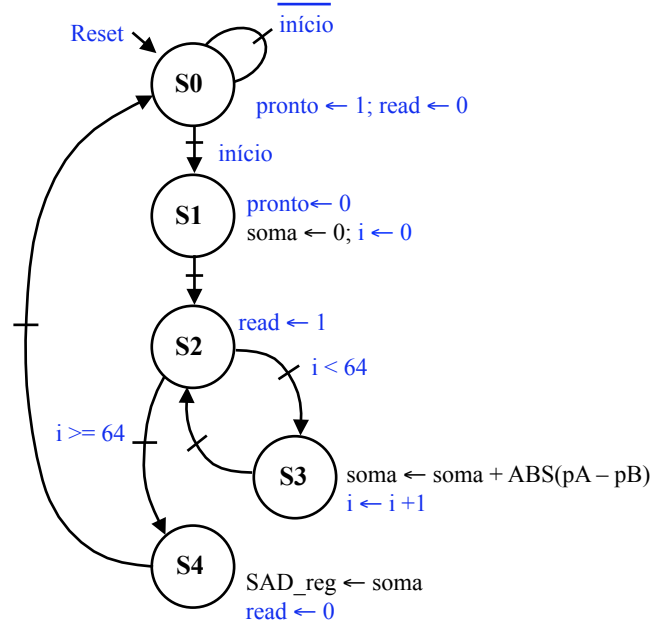 início
Reset
S0
pronto ← 1; read ← 0
início
S1
pronto← 0
soma ← 0; i ← 0
read ← 1
S2
i < 64
i >= 64
S3
soma ← soma + ABS(pA – pB)
i ← i +1
S4
SAD_reg ← soma
read ← 0